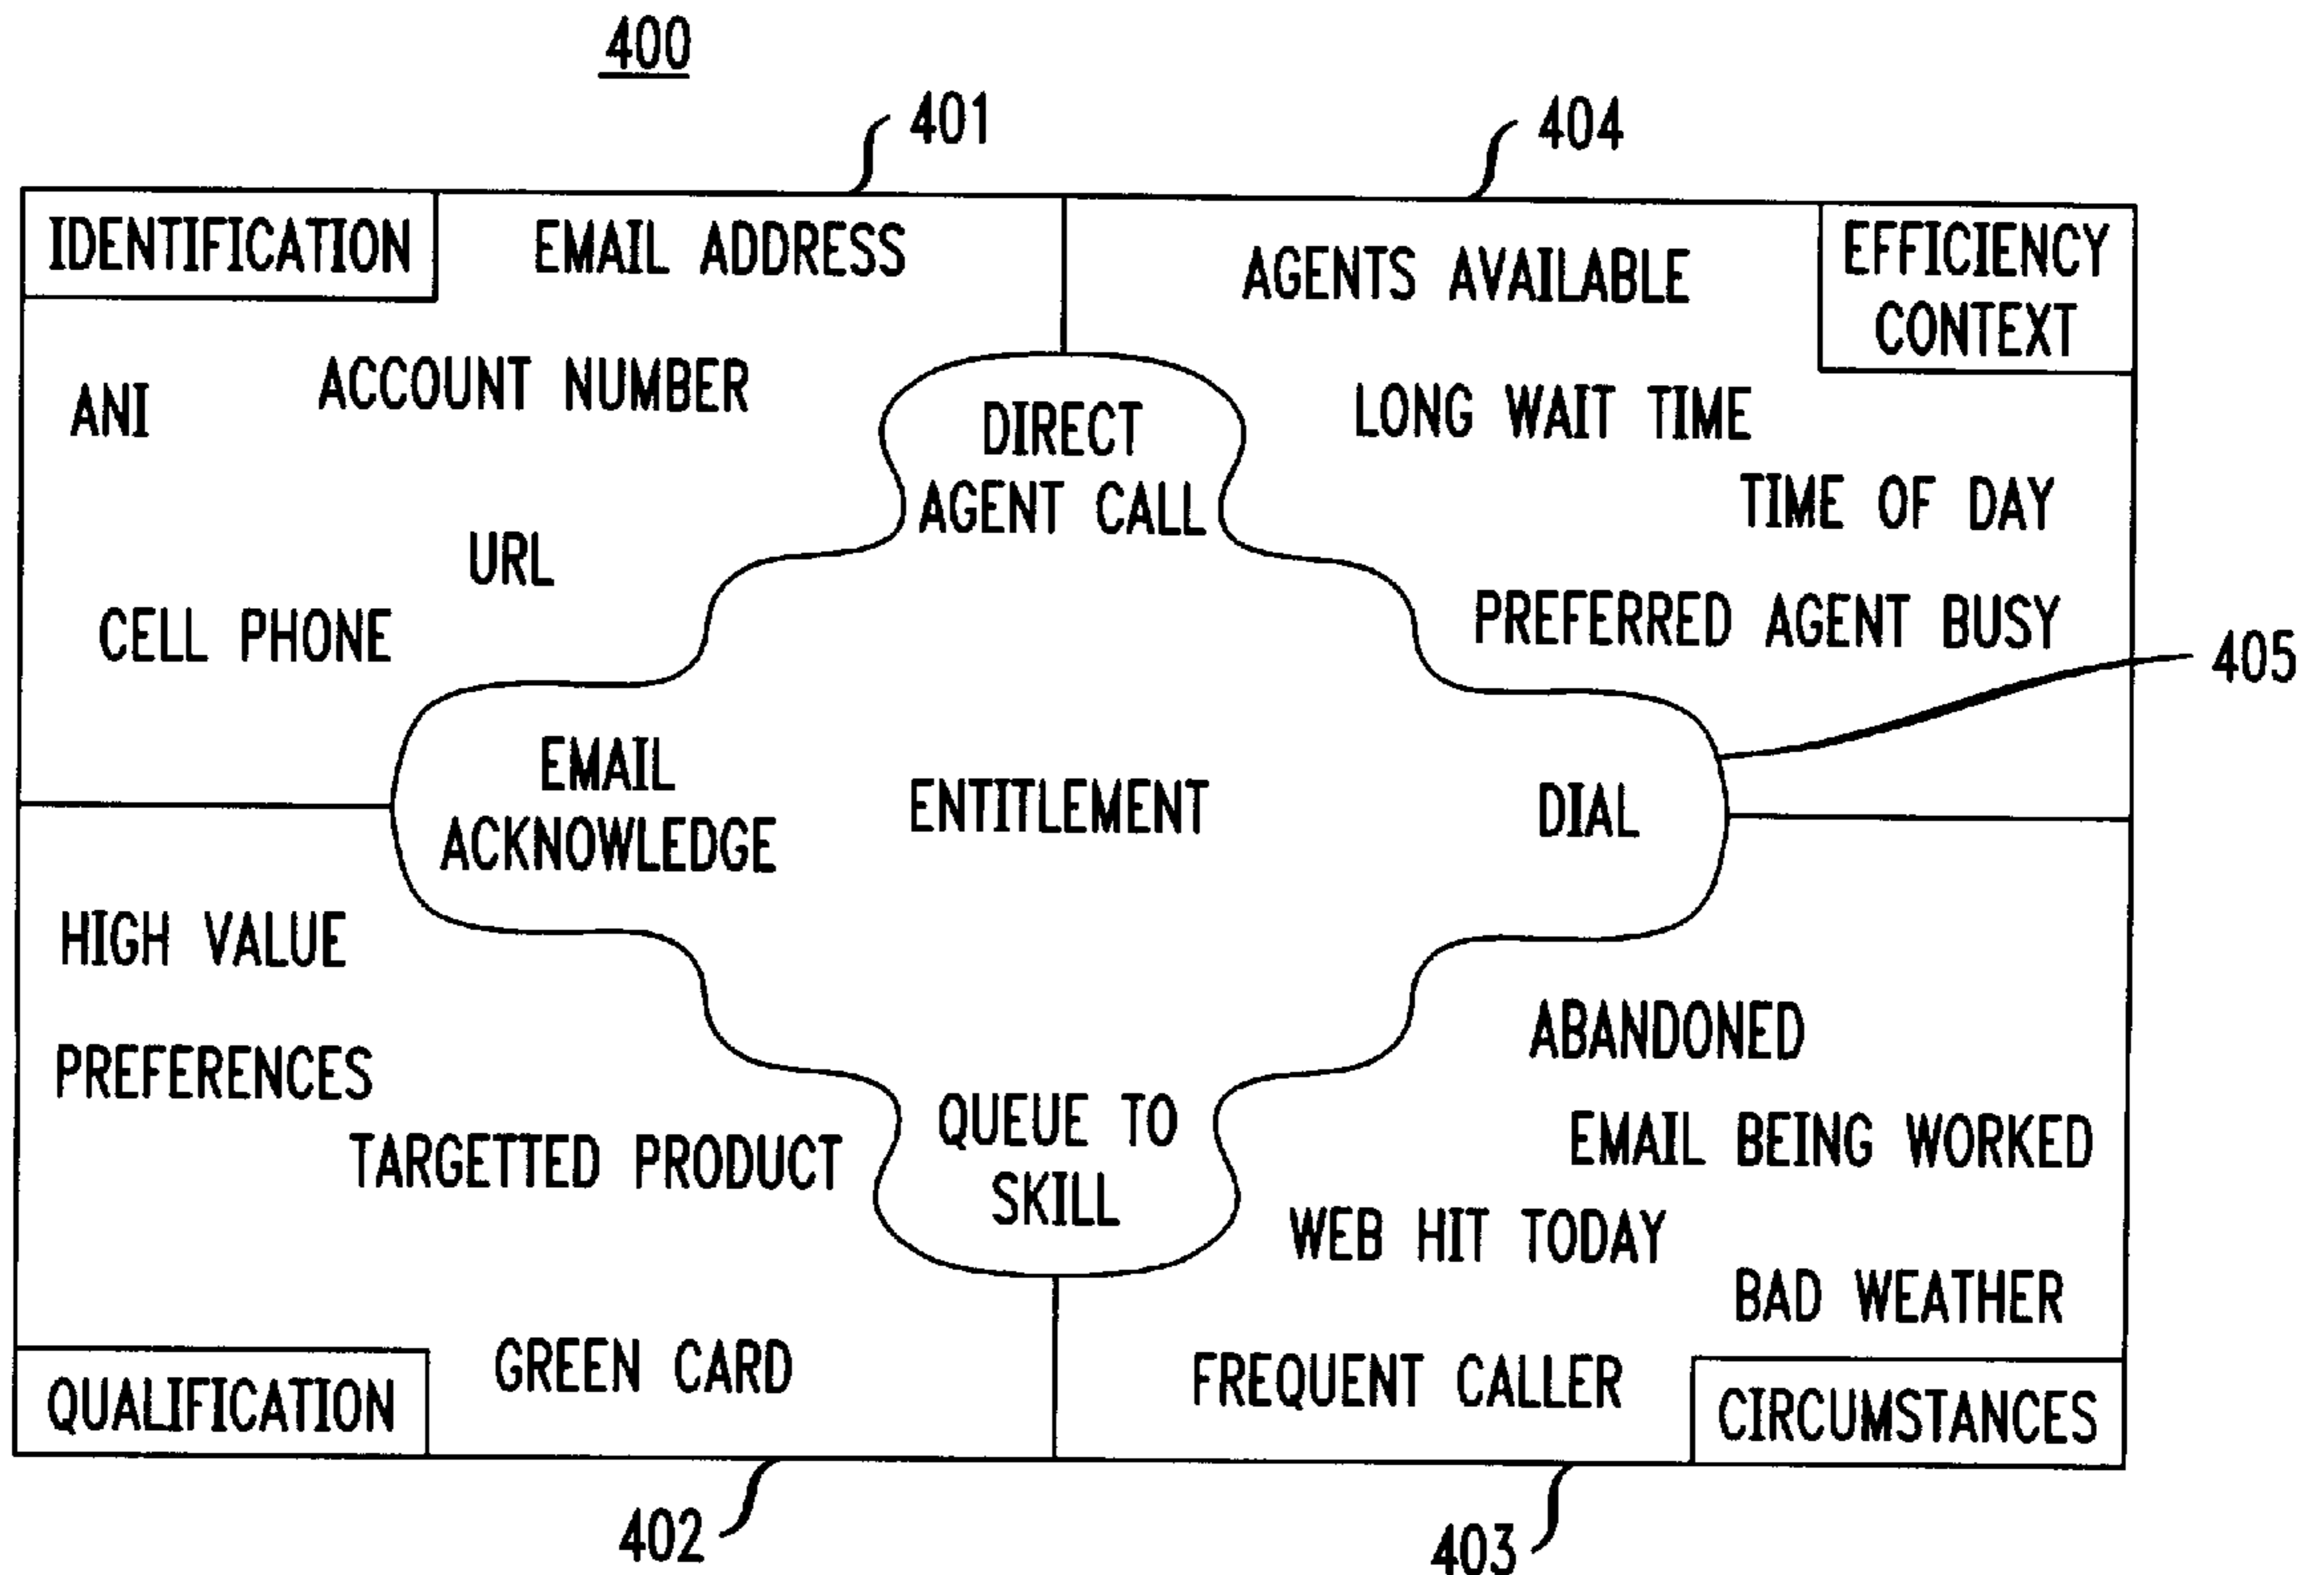 400
401
404
IDENTIFICATION
EMAIL ADDRESS
ACCOUNT NUMBER
ANI
URL
CELL PHONE
AGENTS AVAILABLE
EFFICIENCY
CONTEXT
LONG WAIT TIME
TIME OF DAY
PREFERRED AGENT BUSY
405
DIRECT
AGENT CALL
EMAIL
ACKNOWLEDGE
ENTITLEMENT
DIAL
QUEUE TO
SKILL
HIGH VALUE
PREFERENCES
TARGETTED PRODUCT
GREEN CARD
QUALIFICATION
ABANDONED
EMAIL BEING WORKED
WEB HIT TODAY
BAD WEATHER
FREQUENT CALLER
CIRCUMSTANCES
402
403